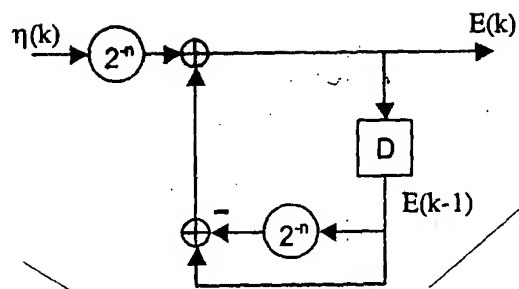 η(k)
2⁻ⁿ
E(k)
D
E(k-1)
-
2⁻ⁿ